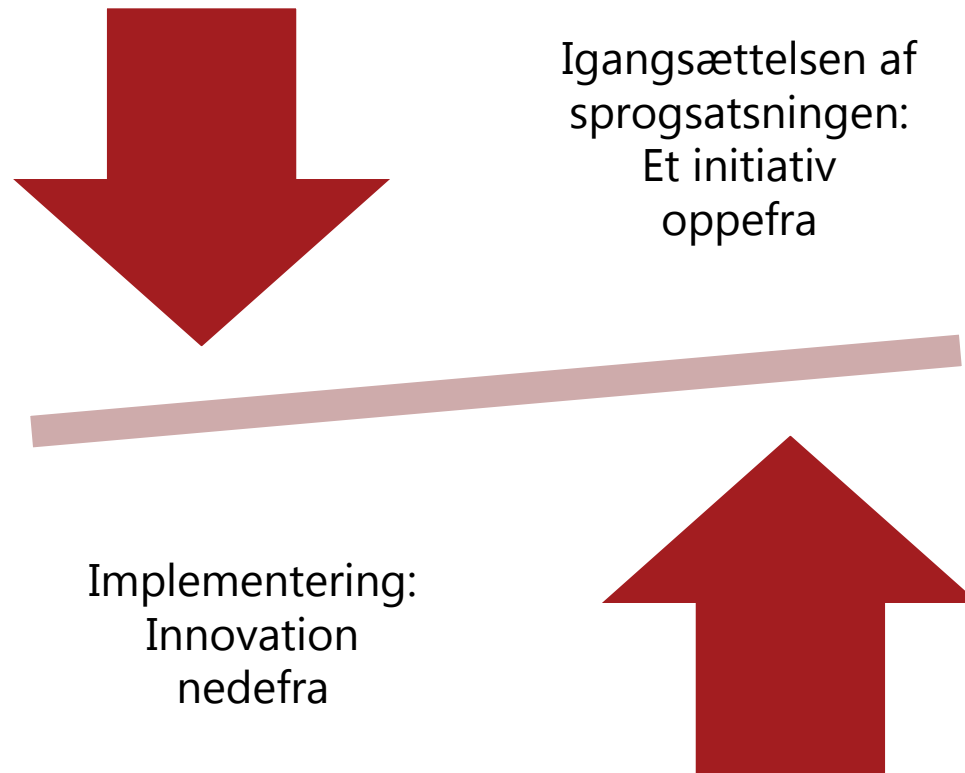 Igangsættelsen af
sprogsatsningen:
Et initiativ
oppefra
Implementering:
Innovation
nedefra